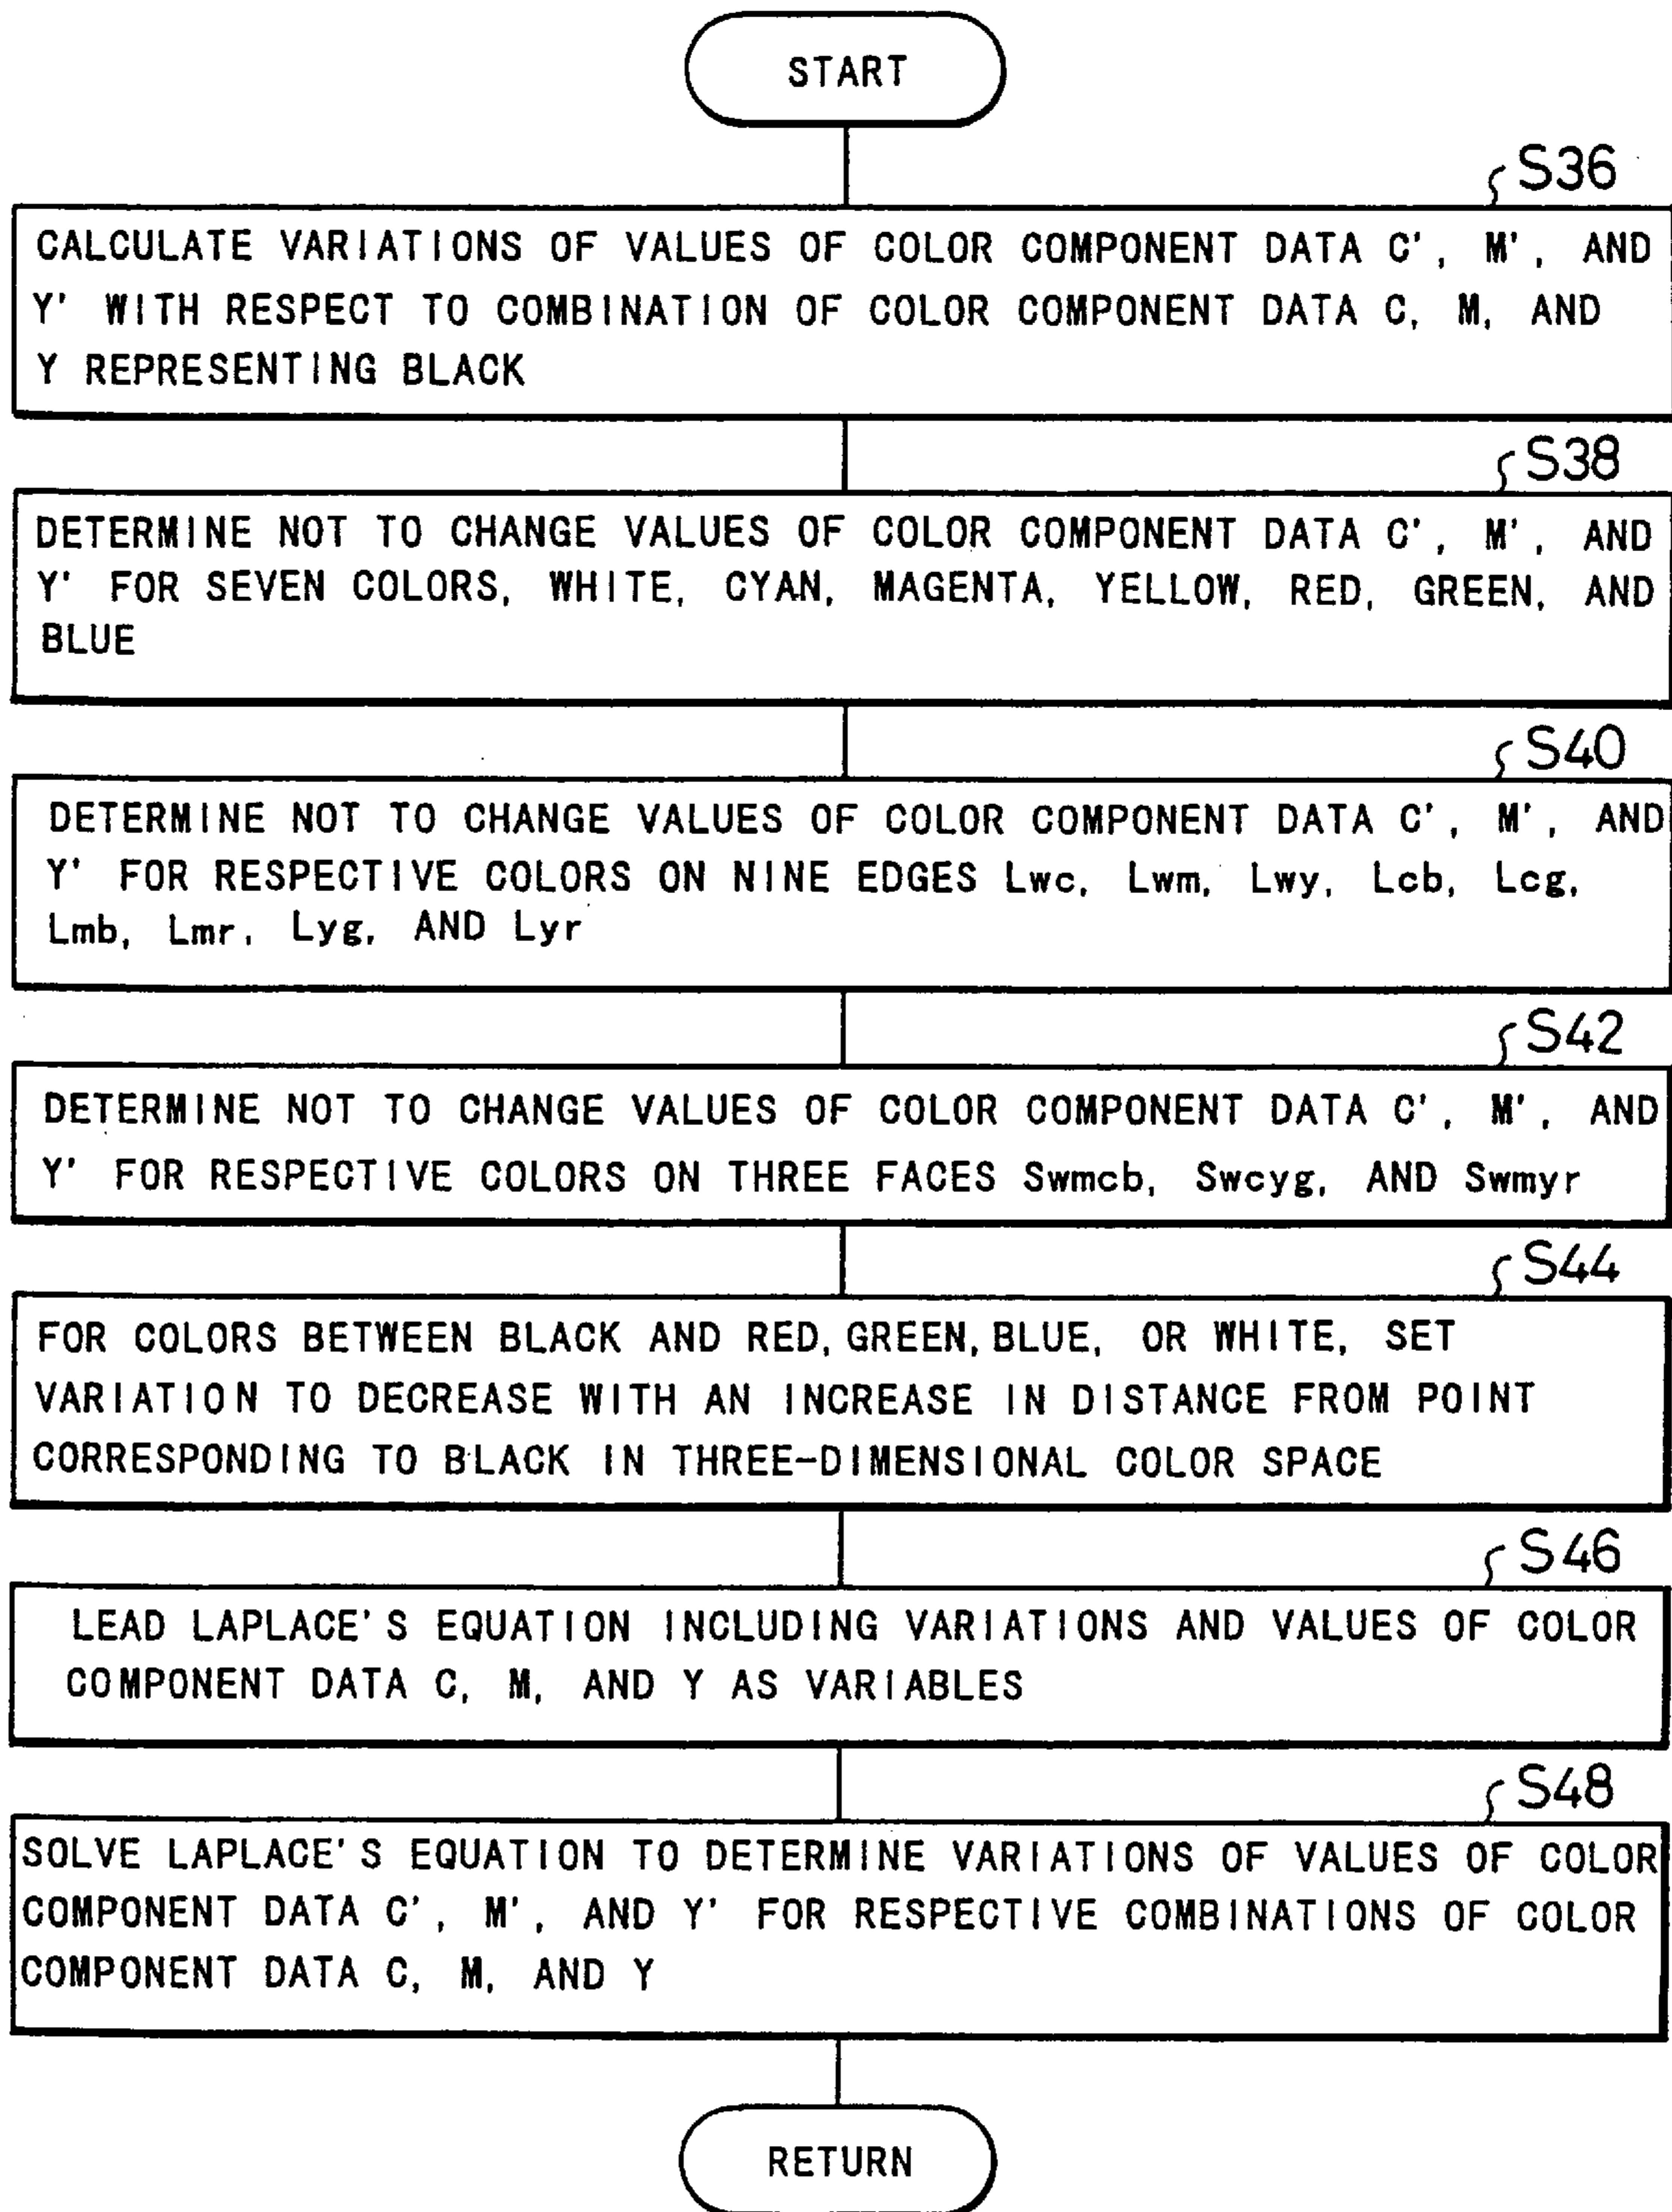 START
S36
CALCULATE VARIATIONS OF VALUES OF COLOR COMPONENT DATA C', M', AND
Y' WITH RESPECT TO COMBINATION OF COLOR COMPONENT DATA C, M, AND
Y REPRESENTING BLACK
S38
DETERMINE NOT TO CHANGE VALUES OF COLOR COMPONENT DATA C', M', AND
Y' FOR SEVEN COLORS, WHITE, CYAN, MAGENTA, YELLOW, RED, GREEN, AND
BLUE
S40
DETERMINE NOT TO CHANGE VALUES OF COLOR COMPONENT DATA C', M', AND
Y' FOR RESPECTIVE COLORS ON NINE EDGES Lwc, Lwm, Lwy, Lcb, Lcg,
Lmb, Lmr, Lyg, AND Lyr
S42
DETERMINE NOT TO CHANGE VALUES OF COLOR COMPONENT DATA C', M', AND
Y' FOR RESPECTIVE COLORS ON THREE FACES Swmcb, Swcyg, AND Swmyr
S44
FOR COLORS BETWEEN BLACK AND RED, GREEN, BLUE, OR WHITE, SET
VARIATION TO DECREASE WITH AN INCREASE IN DISTANCE FROM POINT
CORRESPONDING TO BLACK IN THREE-DIMENSIONAL COLOR SPACE
S46
LEAD LAPLACE'S EQUATION INCLUDING VARIATIONS AND VALUES OF COLOR
COMPONENT DATA C, M, AND Y AS VARIABLES
S48
SOLVE LAPLACE'S EQUATION TO DETERMINE VARIATIONS OF VALUES OF COLOR
COMPONENT DATA C', M', AND Y' FOR RESPECTIVE COMBINATIONS OF COLOR
COMPONENT DATA C, M, AND Y
RETURN